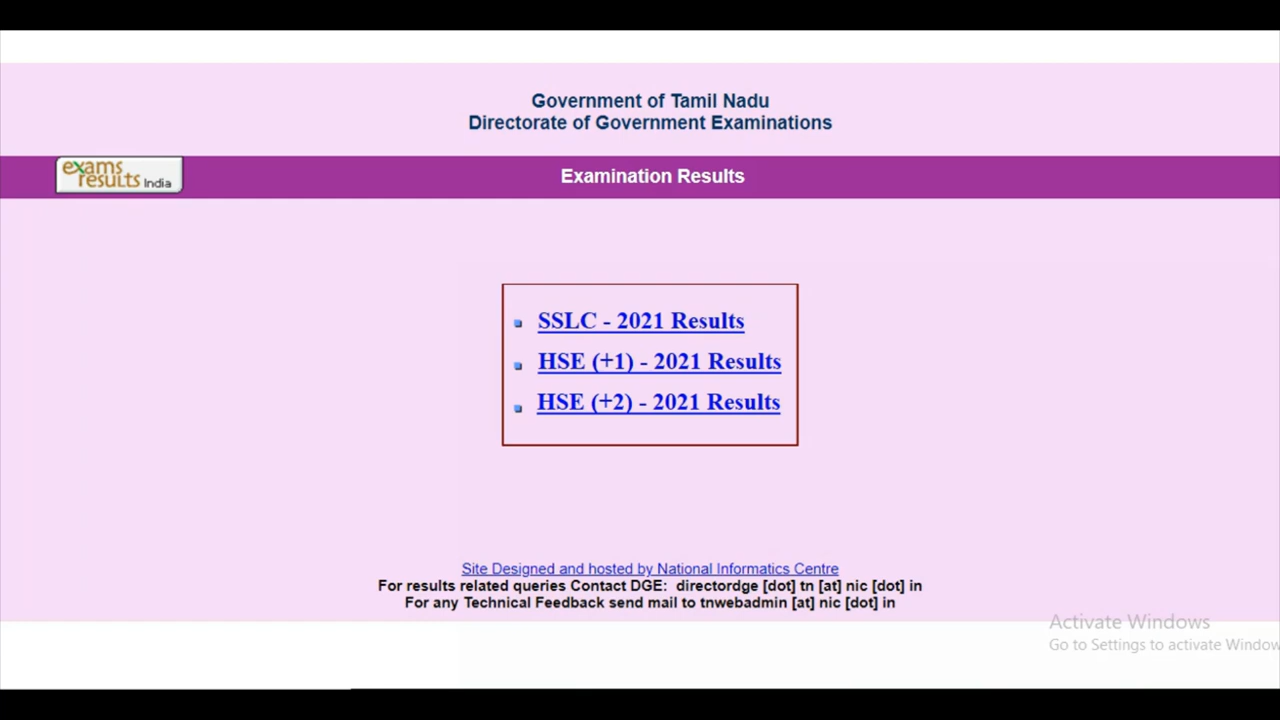 Government of Tamil Nadu
Directorate of Government Examinations
exams
results India
Examination Results
SSLC - 2021 Results
HSE (+1) - 2021 Results
HSE (+2) - 2021 Results
Site Designed and hosted by National Informatics Centre
For results related queries Contact DGE: directordge [dot] tn [at] nic [dot] in
For any Technical Feedback send mail to tnwebadmin [at] nic [dot] in
Activate Windows
Go to Settings to activate Window